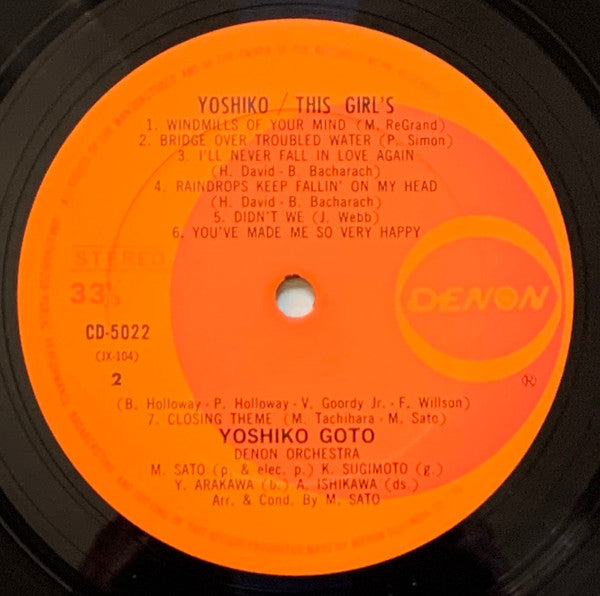 YOSHIKO / THIS GIRL'S
1. WINDMILLS OF YOUR MIND (M. ReGrand)
2. BRIDGE OVER TROUBLED WATER (P. Simon)
3. I'LL NEVER FALL IN LOVE AGAIN
(H. David - B. Bacharach)
4. RAINDROPS KEEP FALLIN' ON MY HEAD
(H. David - B. Bacharach)
5. DIDN'T WE (J. Webb)
6. YOU'VE MADE ME SO VERY HAPPY
STEREO
33⅓
DENON
CD-5022
(JX-104)
2
®
(B. Holloway - P. Holloway - V. Goordy Jr. - F. Willson)
7. CLOSING THEME (M. Tachihara - M. Sato)
YOSHIKO GOTO
DENON ORCHESTRA
M. SATO (p. & elec. p.) K. SUGIMOTO (g.)
Y. ARAKAWA (b.) A. ISHIKAWA (ds.)
Arr. & Cond. By M. SATO